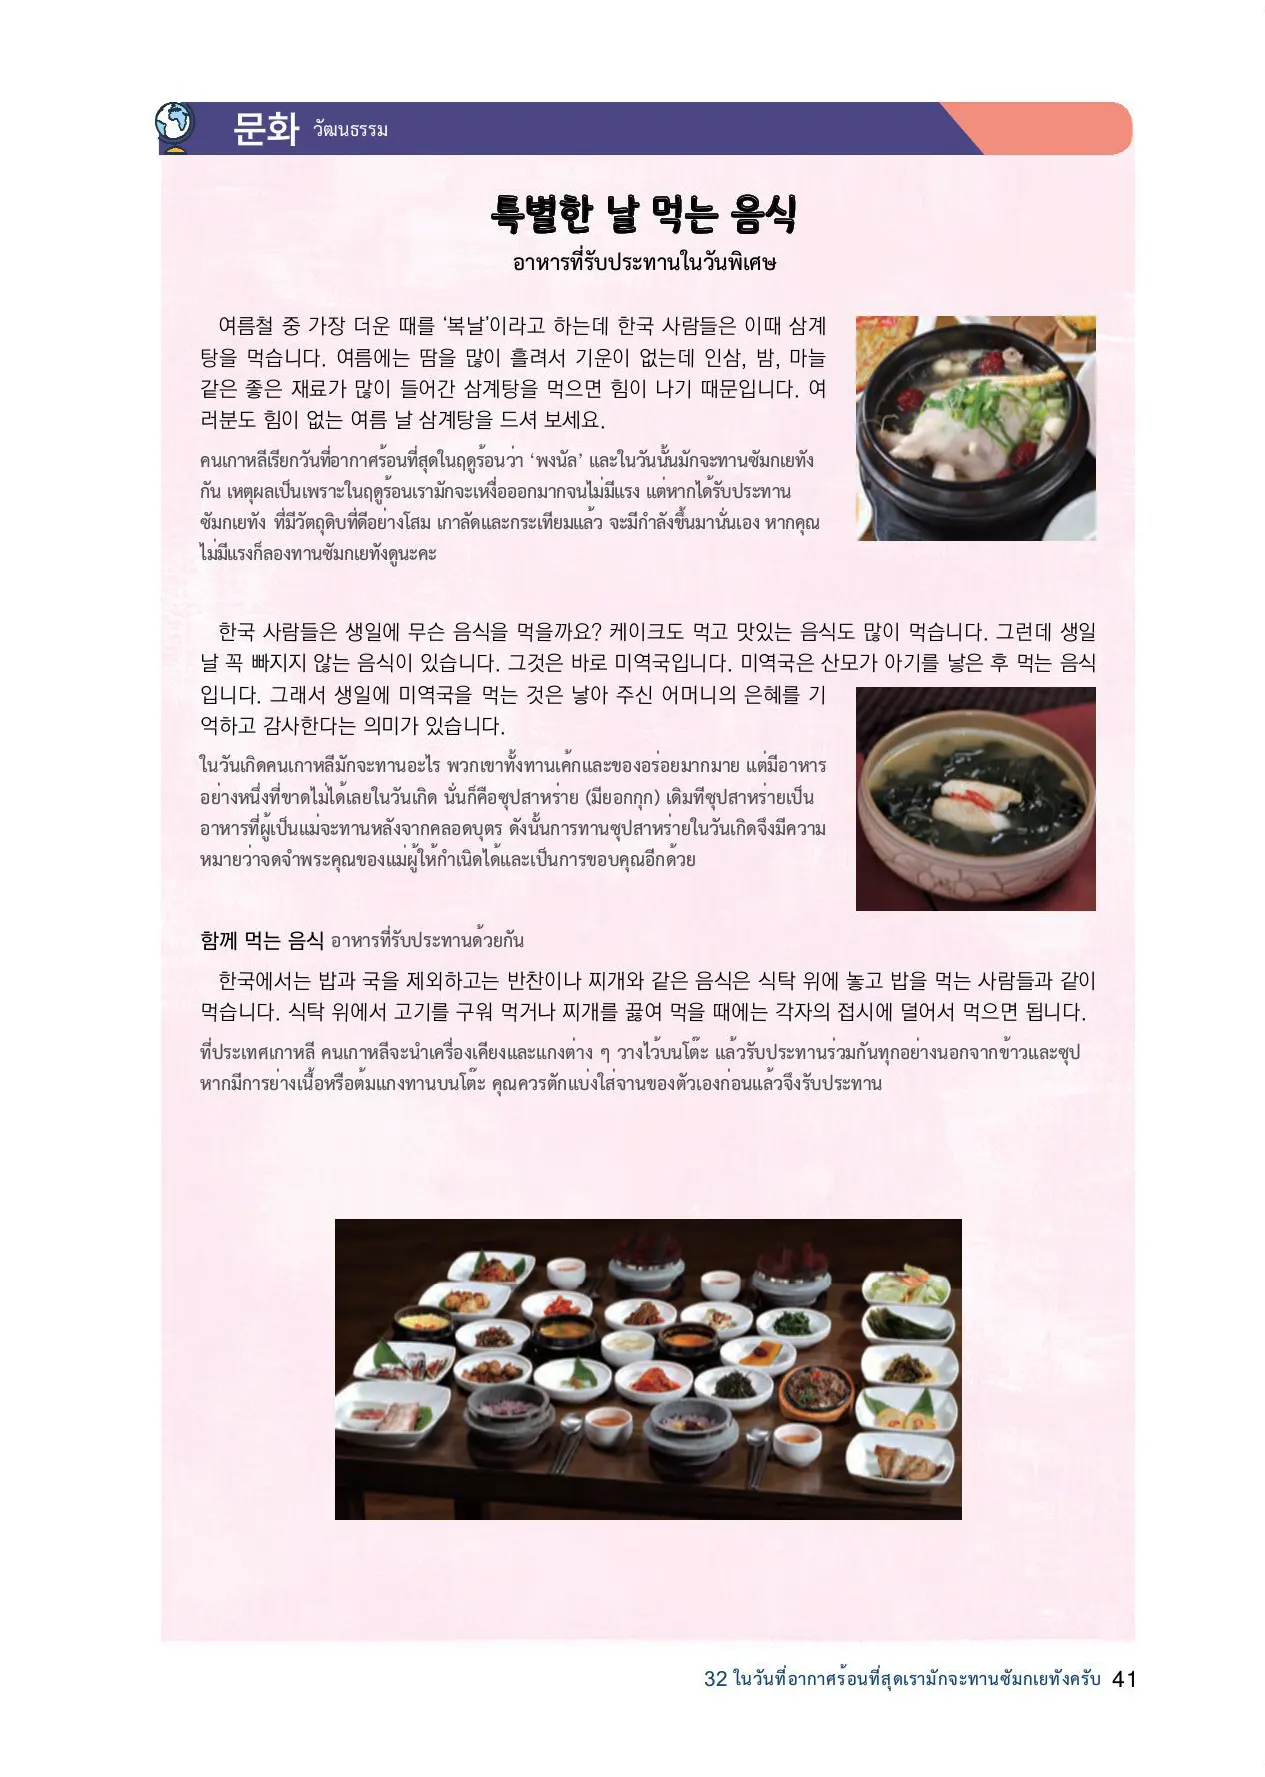 문화 วัฒนธรรม
특별한 날 먹는 음식
อาหารที่รับประทานในวันพิเศษ
여름철 중 가장 더운 때를 ‘복날’이라고 하는데 한국 사람들은 이때 삼계
탕을 먹습니다. 여름에는 땀을 많이 흘려서 기운이 없는데 인삼, 밤, 마늘
같은 좋은 재료가 많이 들어간 삼계탕을 먹으면 힘이 나기 때문입니다. 여
러분도 힘이 없는 여름 날 삼계탕을 드셔 보세요.
คนเกาหลีเรียกวันที่อากาศร้อนที่สุดในฤดูร้อนว่า ‘พงนัล’ และในวันนั้นมักจะทานซัมกเยทัง
กัน เหตุผลเป็นเพราะในฤดูร้อนเรามักจะเหงื่อออกมากจนไม่มีแรง แต่หากได้รับประทาน
ซัมกเยทัง ที่มีวัตถุดิบที่ดีอย่างโสม เกาลัดและกระเทียมแล้ว จะมีกำลังขึ้นมานั่นเอง หากคุณ
ไม่มีแรงก็ลองทานซัมกเยทังดูนะคะ
한국 사람들은 생일에 무슨 음식을 먹을까요? 케이크도 먹고 맛있는 음식도 많이 먹습니다. 그런데 생일
날 꼭 빠지지 않는 음식이 있습니다. 그것은 바로 미역국입니다. 미역국은 산모가 아기를 낳은 후 먹는 음식
입니다. 그래서 생일에 미역국을 먹는 것은 낳아 주신 어머니의 은혜를 기
억하고 감사한다는 의미가 있습니다.
ในวันเกิดคนเกาหลีมักจะทานอะไร พวกเขาทั้งทานเค้กและของอร่อยมากมาย แต่มีอาหาร
อย่างหนึ่งที่ขาดไม่ได้เลยในวันเกิด นั่นก็คือซุปสาหร่าย (มียอกกุก) เดิมทีซุปสาหร่ายเป็น
อาหารที่ผู้เป็นแม่จะทานหลังจากคลอดบุตร ดังนั้นการทานซุปสาหร่ายในวันเกิดจึงมีความ
หมายว่าจดจำพระคุณของแม่ผู้ให้กำเนิดได้และเป็นการขอบคุณอีกด้วย
함께 먹는 음식 อาหารที่รับประทานด้วยกัน
한국에서는 밥과 국을 제외하고는 반찬이나 찌개와 같은 음식은 식탁 위에 놓고 밥을 먹는 사람들과 같이
먹습니다. 식탁 위에서 고기를 구워 먹거나 찌개를 끓여 먹을 때에는 각자의 접시에 덜어서 먹으면 됩니다.
ที่ประเทศเกาหลี คนเกาหลีจะนำเครื่องเคียงและแกงต่าง ๆ วางไว้บนโต๊ะ แล้วรับประทานร่วมกันทุกอย่างนอกจากข้าวและซุป
หากมีการย่างเนื้อหรือต้มแกงทานบนโต๊ะ คุณควรตักแบ่งใส่จานของตัวเองก่อนแล้วจึงรับประทาน
32 ในวันที่อากาศร้อนที่สุดเรามักจะทานซัมกเยทังครับ 41